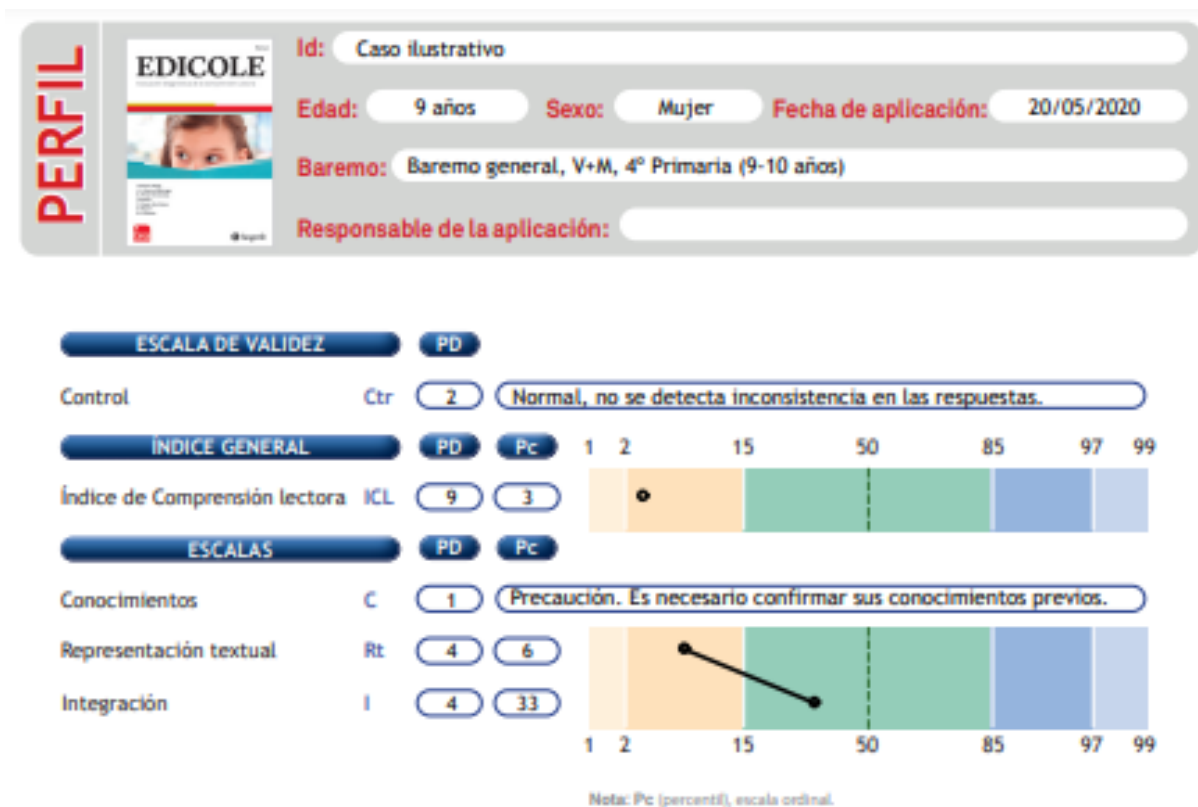 PERFIL
EDICOLE
Id: Caso ilustrativo
Edad: 9 años Sexo: Mujer Fecha de aplicación: 20/05/2020
Baremo: Baremo general, V+M, 4º Primaria (9-10 años)
Responsable de la aplicación:
ESCALA DE VALIDEZ PD
Control Ctr 2 Normal, no se detecta inconsistencia en las respuestas.
ÍNDICE GENERAL PD Pc 1 2 15 50 85 97 99
Índice de Comprensión lectora ICL 9 3
ESCALAS PD Pc
Conocimientos C 1 Precaución. Es necesario confirmar sus conocimientos previos.
Representación textual Rt 4 6
Integración I 4 33
1 2 15 50 85 97 99
Nota: Pc (percentil), escala ordinal.